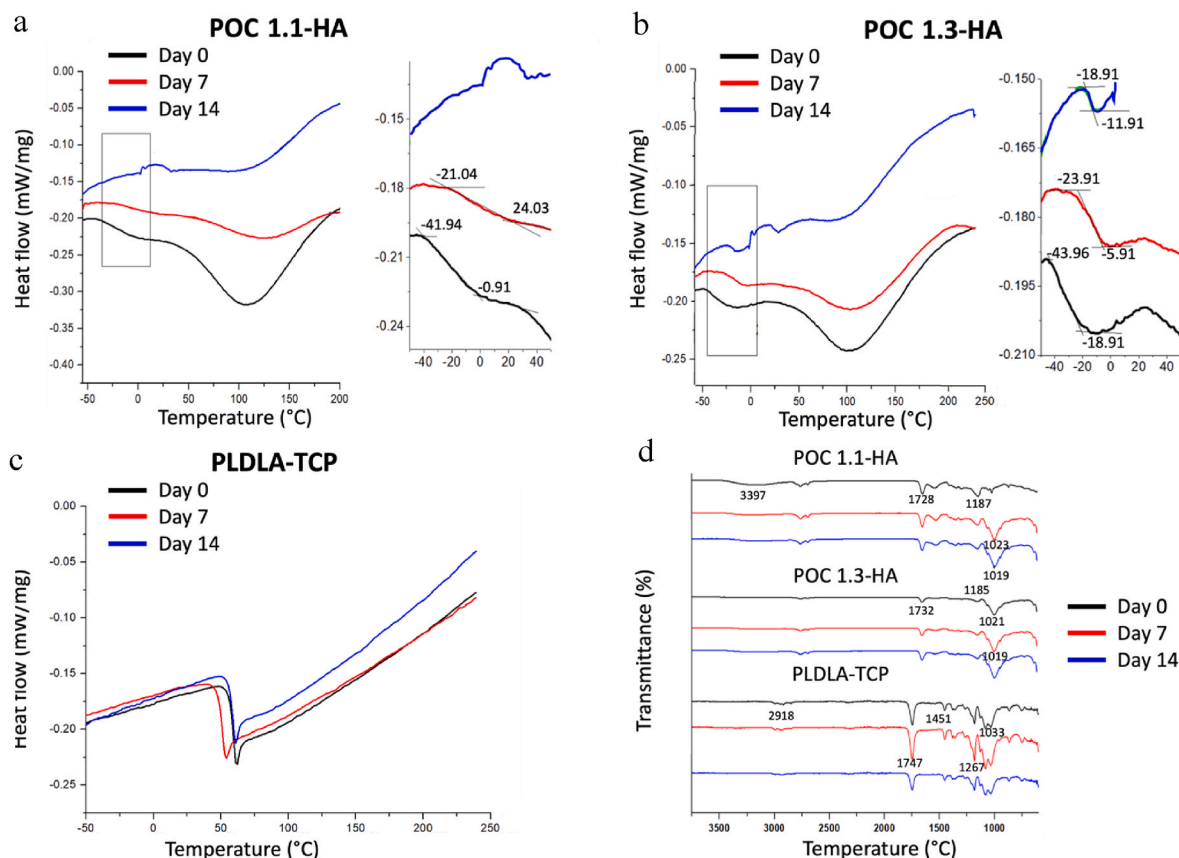 a
POC 1.1-HA
Day 0
Day 7
Day 14
Heat flow (mW/mg)
0.00
-0.05
-0.10
-0.15
-0.20
-0.25
-0.30
-0.35
-0.40
-50
0
50
100
150
200
Temperature (°C)
-0.15
-0.18
-0.21
-0.24
-21.04
24.03
-41.94
-0.91
-40
-20
0
20
40
b
POC 1.3-HA
Day 0
Day 7
Day 14
Heat flow (mW/mg)
0.00
-0.05
-0.10
-0.15
-0.20
-0.25
-50
0
50
100
150
200
250
Temperature (°C)
-0.150
-0.165
-0.180
-0.195
-0.210
-18.91
-11.91
-23.91
-5.91
-43.96
-18.91
-40
-20
0
20
40
c
PLDLA-TCP
Day 0
Day 7
Day 14
Heat flow (mW/mg)
0.00
-0.05
-0.10
-0.15
-0.20
-0.25
-50
0
50
100
150
200
250
Temperature (°C)
d
POC 1.1-HA
3397
1728
1187
1023
1019
POC 1.3-HA
1185
1732
1021
1019
PLDLA-TCP
2918
1451
1033
1747
1267
Transmittance (%)
3750
3000
2250
1500
1000
Temperature (°C)
Day 0
Day 7
Day 14